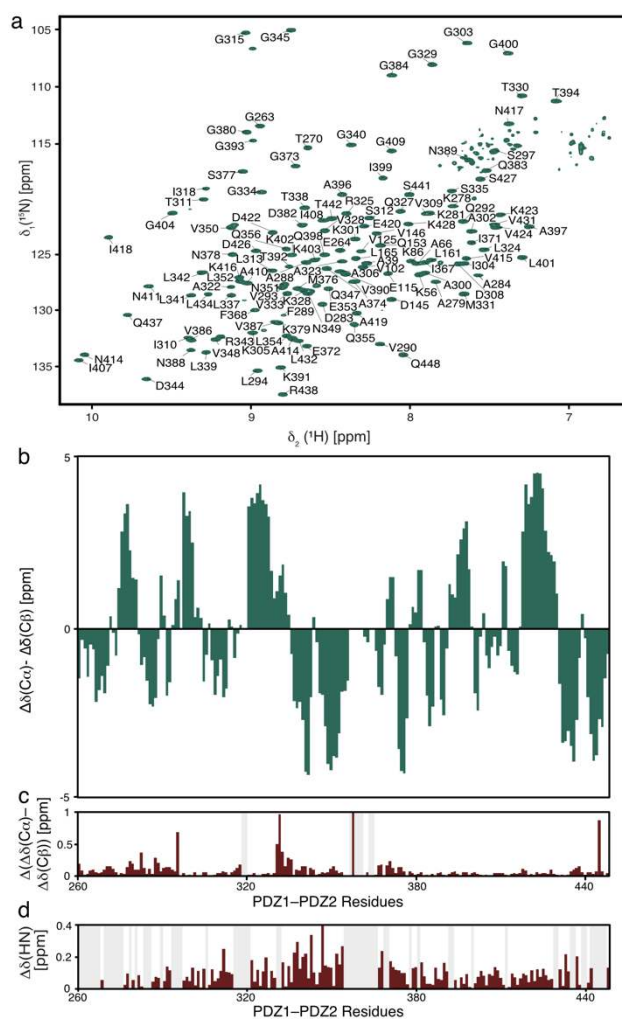 a
105
110
115
120
125
130
135
δ₁(¹⁵N) [ppm]
G315
G345
G303
G329
G400
G384
T330
T394
N417
G263
G380
G393
T270
G340
G409
N389
S297
Q383
S427
G373
I399
S377
I318
T311
G334
A396
T338
R325
S441
S335
K278
Q327
Q292
G404
D422
D382
I408
T442
S312
V309
K281
K423
A302
V431
V350
Q356
V328
E420
V146
K428
V424
A397
I418
D426
K402
Q398
K301
I371
V415
N378
L313
T392
K403
E264
V125
Q153
A66
L324
L401
K416
A323
L165
K86
L161
I304
L342
L352
A410
A288
M376
A39
A306
V102
I367
A284
N411
A322
N351
Q347
V390
E115
A300
D308
L341
L434
L337
K328
E353
A374
D145
K56
A279
M331
Q437
V333
F289
D283
F368
N349
A419
V386
V387
K379
Q355
I310
R343
L354
V290
V348
K305
A414
E372
Q448
N414
N388
L339
L432
I407
D344
L294
K391
R438
10
9
8
7
δ₂ (¹H) [ppm]
b
5
0
-5
Δδ(Cα)- Δδ(Cβ) [ppm]
c
1
0.5
0
Δ(Δδ(Cα)–
Δδ(Cβ)) [ppm]
260
320
380
440
PDZ1–PDZ2 Residues
d
0.4
0.2
0
Δδ(HN)
[ppm]
260
320
380
440
PDZ1–PDZ2 Residues